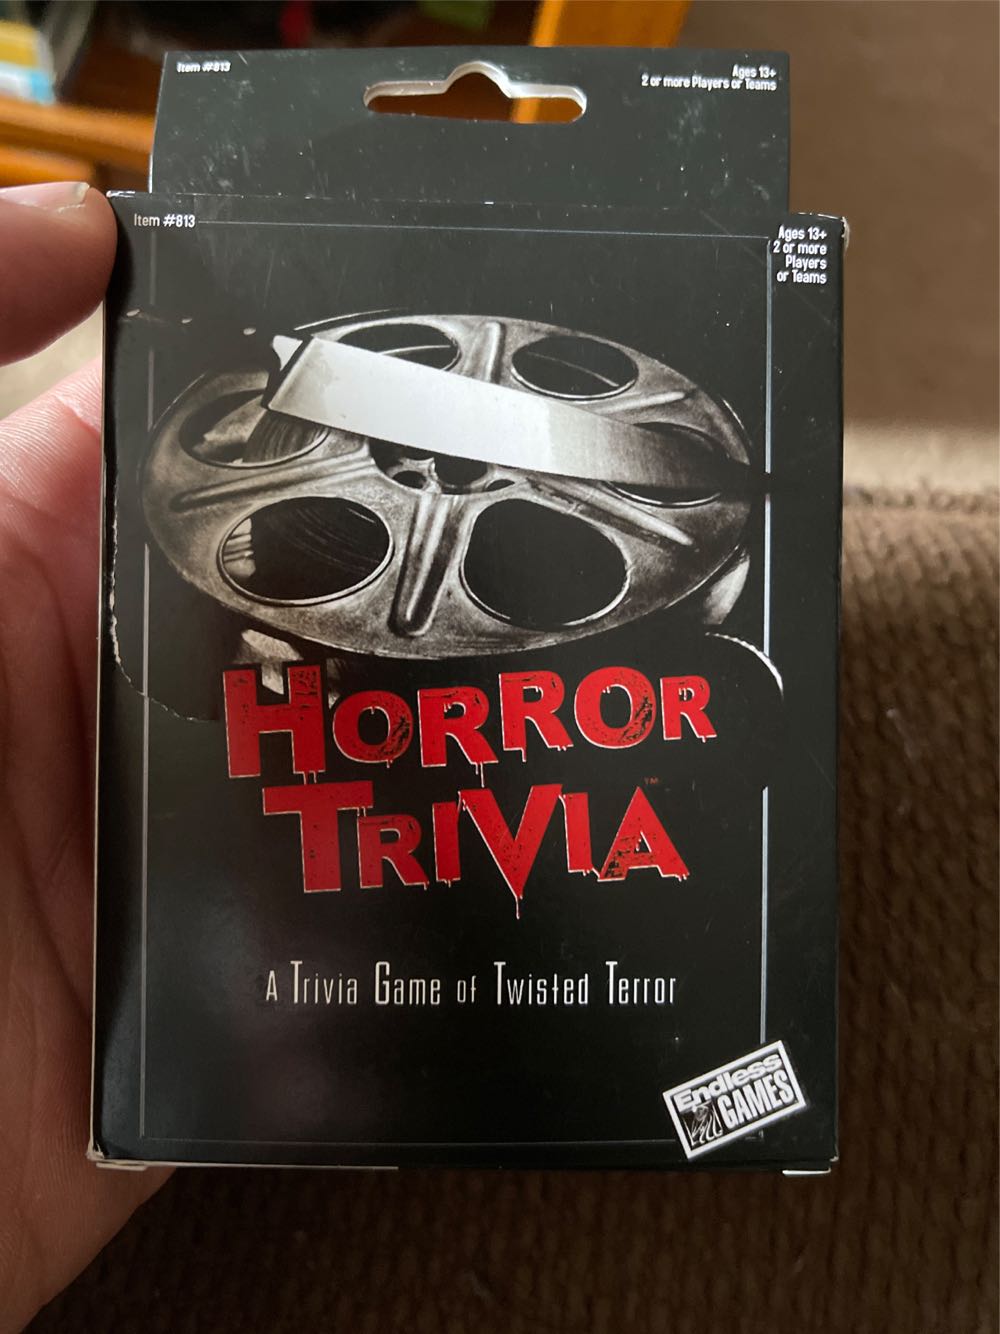 Item #813
Ages 13+
2 or more Players or Teams
Item #813
Ages 13+
2 or more
Players
or Teams
HORROR
TRIVIA™
A Trivia Game of Twisted Terror
Endless
GAMES